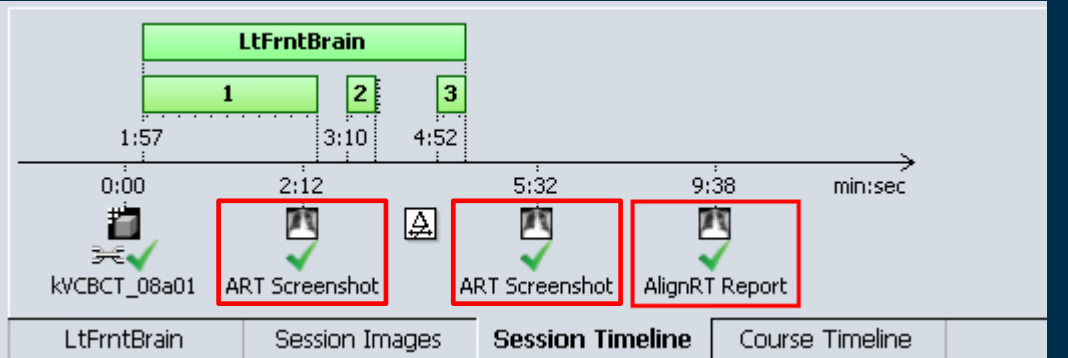 LtFrntBrain
1 2 3
1:57 3:10 4:52
0:00 2:12 5:32 9:38 min:sec
kVCBCT_08a01 ART Screenshot ART Screenshot AlignRT Report
LtFrntBrain Session Images Session Timeline Course Timeline